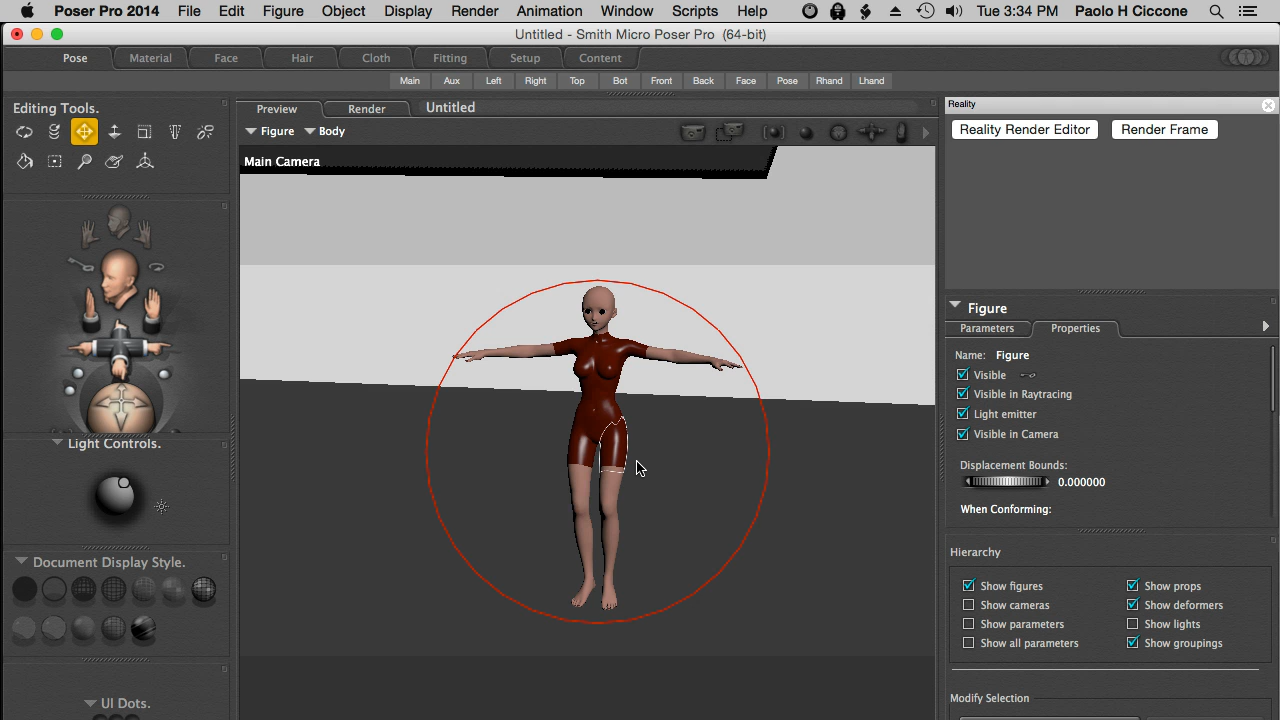 Poser Pro 2014 File Edit Figure Object Display Render Animation Window Scripts Help Tue 3:34 PM Paolo H Ciccone
Untitled - Smith Micro Poser Pro (64-bit)
Pose Material Face Hair Cloth Fitting Setup Content
Main Aux Left Right Top Bot Front Back Face Pose Rhand Lhand
Editing Tools.
Preview Render Untitled
Figure Body
Main Camera
Light Controls.
Document Display Style.
UI Dots.
Reality
Reality Render Editor Render Frame
Figure
Parameters Properties
Name: Figure
Visible
Visible in Raytracing
Light emitter
Visible in Camera
Displacement Bounds:
0.000000
When Conforming:
Hierarchy
Show figures Show props
Show cameras Show deformers
Show parameters Show lights
Show all parameters Show groupings
Modify Selection